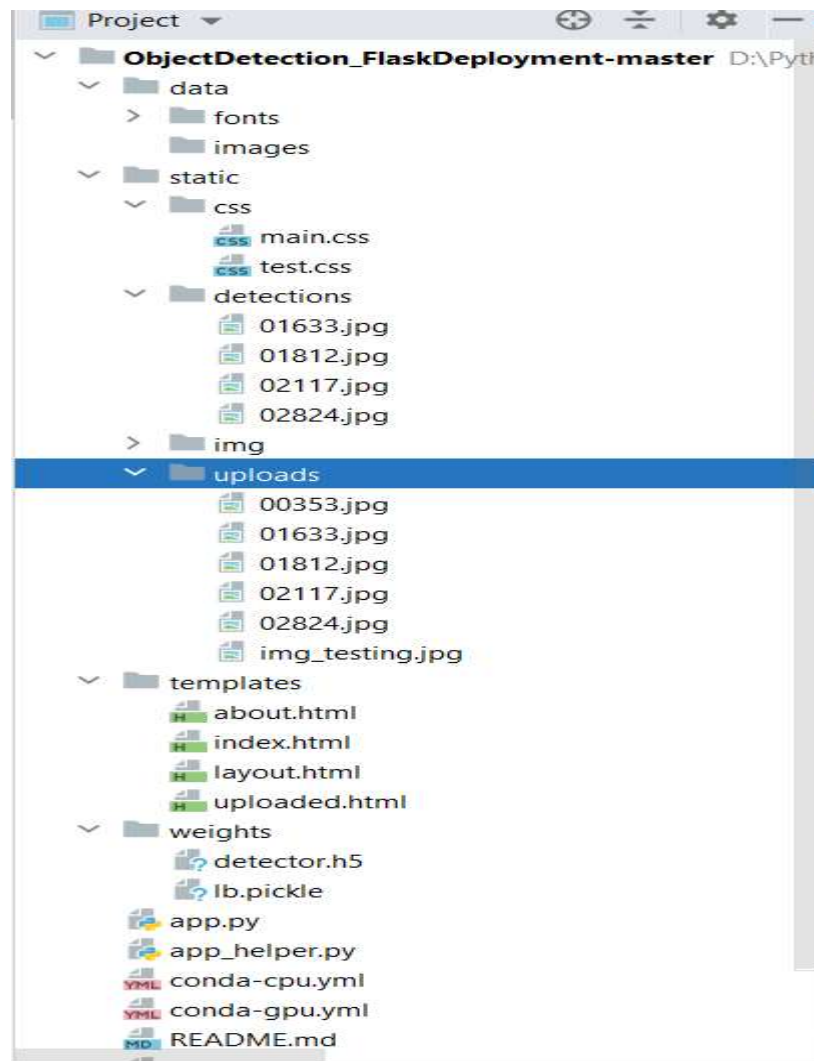 Project
ObjectDetection_FlaskDeployment-master D:\Pyth
data
fonts
images
static
css
main.css
test.css
detections
01633.jpg
01812.jpg
02117.jpg
02824.jpg
img
uploads
00353.jpg
01633.jpg
01812.jpg
02117.jpg
02824.jpg
img_testing.jpg
templates
about.html
index.html
layout.html
uploaded.html
weights
detector.h5
lb.pickle
app.py
app_helper.py
conda-cpu.yml
conda-gpu.yml
README.md